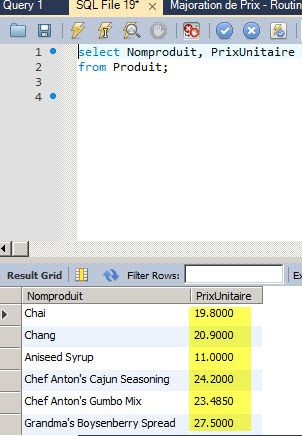 Query 1
SQL File 19*
Majoration de Prix - Routin
1
select Nomproduit, PrixUnitaire
2
from Produit;
3
4
Result Grid
Filter Rows:
Ex
Nomproduit PrixUnitaire
Chai 19.8000
Chang 20.9000
Aniseed Syrup 11.0000
Chef Anton's Cajun Seasoning 24.2000
Chef Anton's Gumbo Mix 23.4850
Grandma's Boysenberry Spread 27.5000